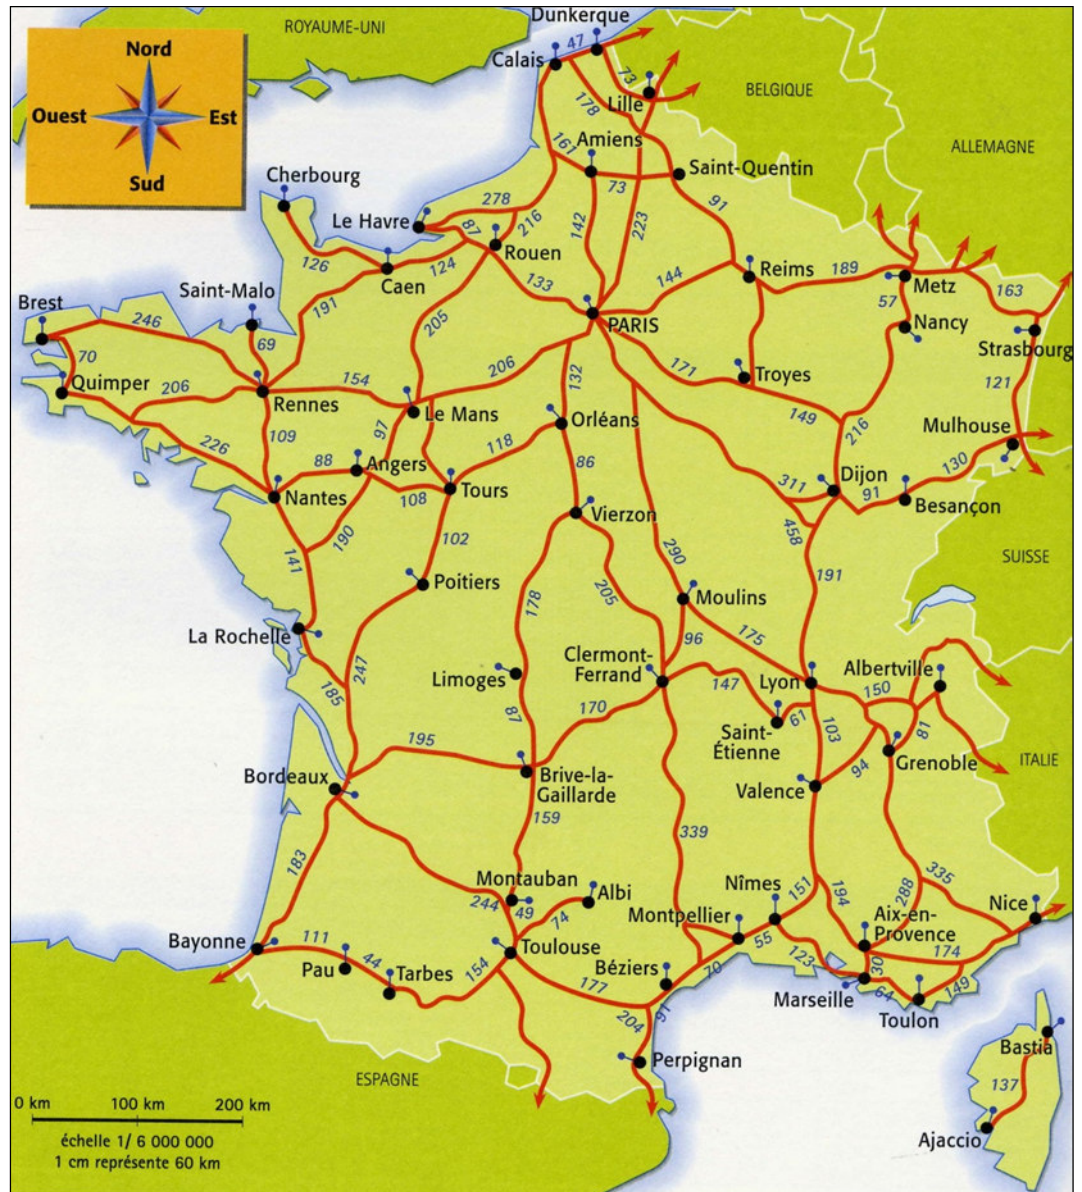 Dunkerque
ROYAUME-UNI
Nord
47
Calais
73
BELGIQUE
178
Lille
Ouest
Est
161
Amiens
ALLEMAGNE
Saint-Quentin
Sud
Cherbourg
73
91
278
216
Le Havre
87
142
223
Rouen
126
124
133
144
Reims
189
Caen
57
Metz
163
Saint-Malo
191
Brest
246
69
205
PARIS
Nancy
Strasbourg
70
206
132
171
Troyes
121
Quimper
206
154
Rennes
Le Mans
Orléans
149
216
Mulhouse
226
109
97
118
88
Angers
86
Dijon
130
311
91
Nantes
108
Tours
Besançon
Vierzon
458
190
102
290
141
SUISSE
Poitiers
191
178
205
Moulins
La Rochelle
96
175
Clermont-
Ferrand
Albertville
247
Limoges
Lyon
150
185
147
87
170
61
81
Saint-
Étienne
103
195
94
Grenoble
ITALIE
Bordeaux
Brive-la-
Gaillarde
Valence
159
339
183
335
Montauban
Albi
Nîmes
151
194
288
244
49
74
Montpellier
Aix-en-
Provence
Nice
Bayonne
111
Toulouse
55
174
Pau
44
Tarbes
154
Béziers
70
123
30
177
Marseille
64
149
204
91
Toulon
Perpignan
Bastia
ESPAGNE
137
0 km
100 km
200 km
Ajaccio
échelle 1/ 6 000 000
1 cm représente 60 km